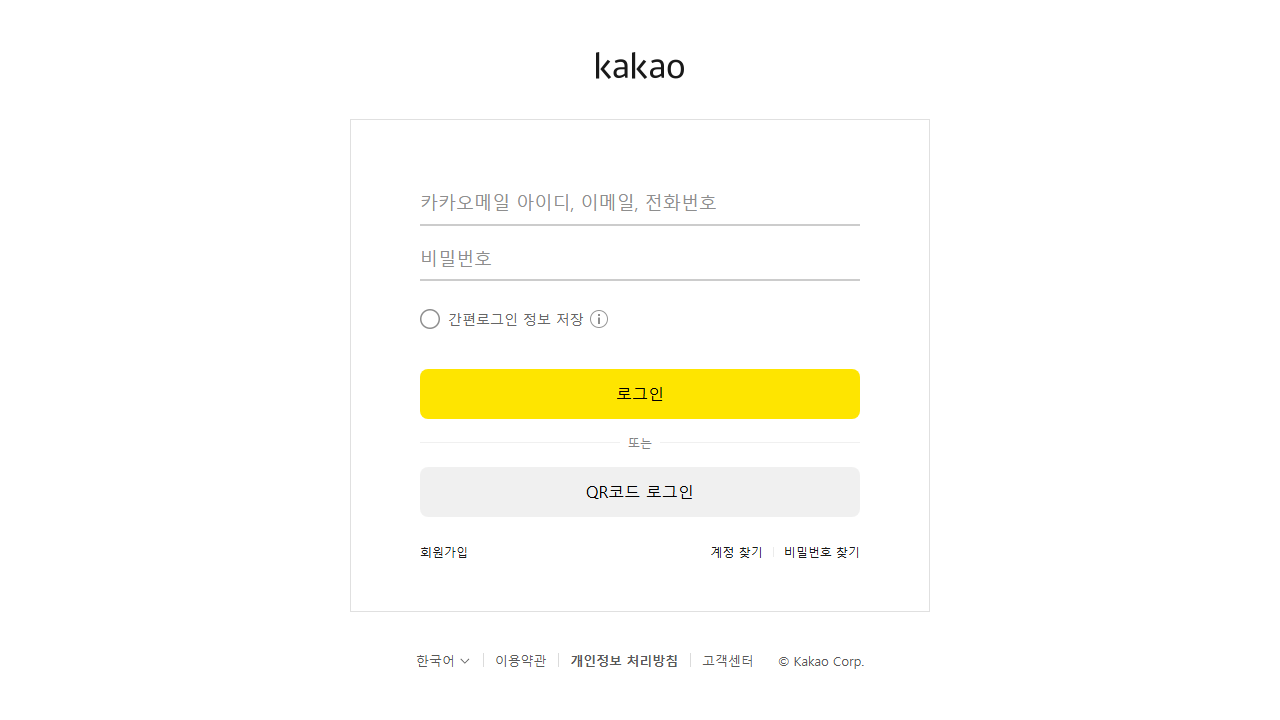 kakao
카카오메일 아이디, 이메일, 전화번호
비밀번호
간편로그인 정보 저장
로그인
또는
QR코드 로그인
회원가입 계정 찾기 비밀번호 찾기
한국어 이용약관 개인정보 처리방침 고객센터 © Kakao Corp.